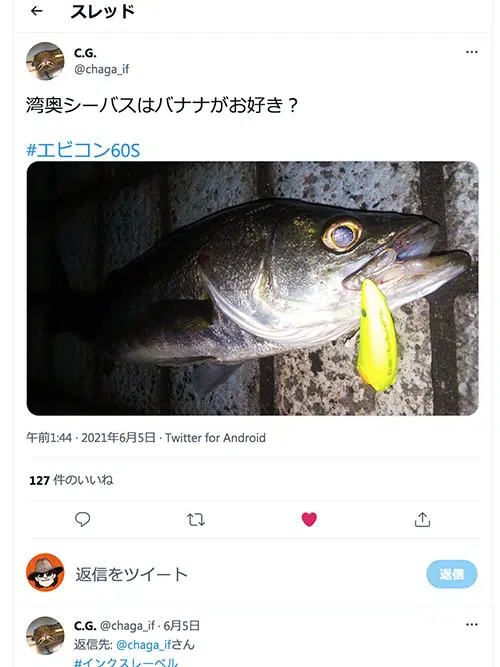 スレッド
C.G.
@chaga_if
湾奥シーバスはバナナがお好き？
#エビコン60S
午前1:44 · 2021年6月5日 · Twitter for Android
127 件のいいね
返信をツイート
返信
C.G. @chaga_if · 6月5日
返信先: @chaga_ifさん
#インクスレーベル